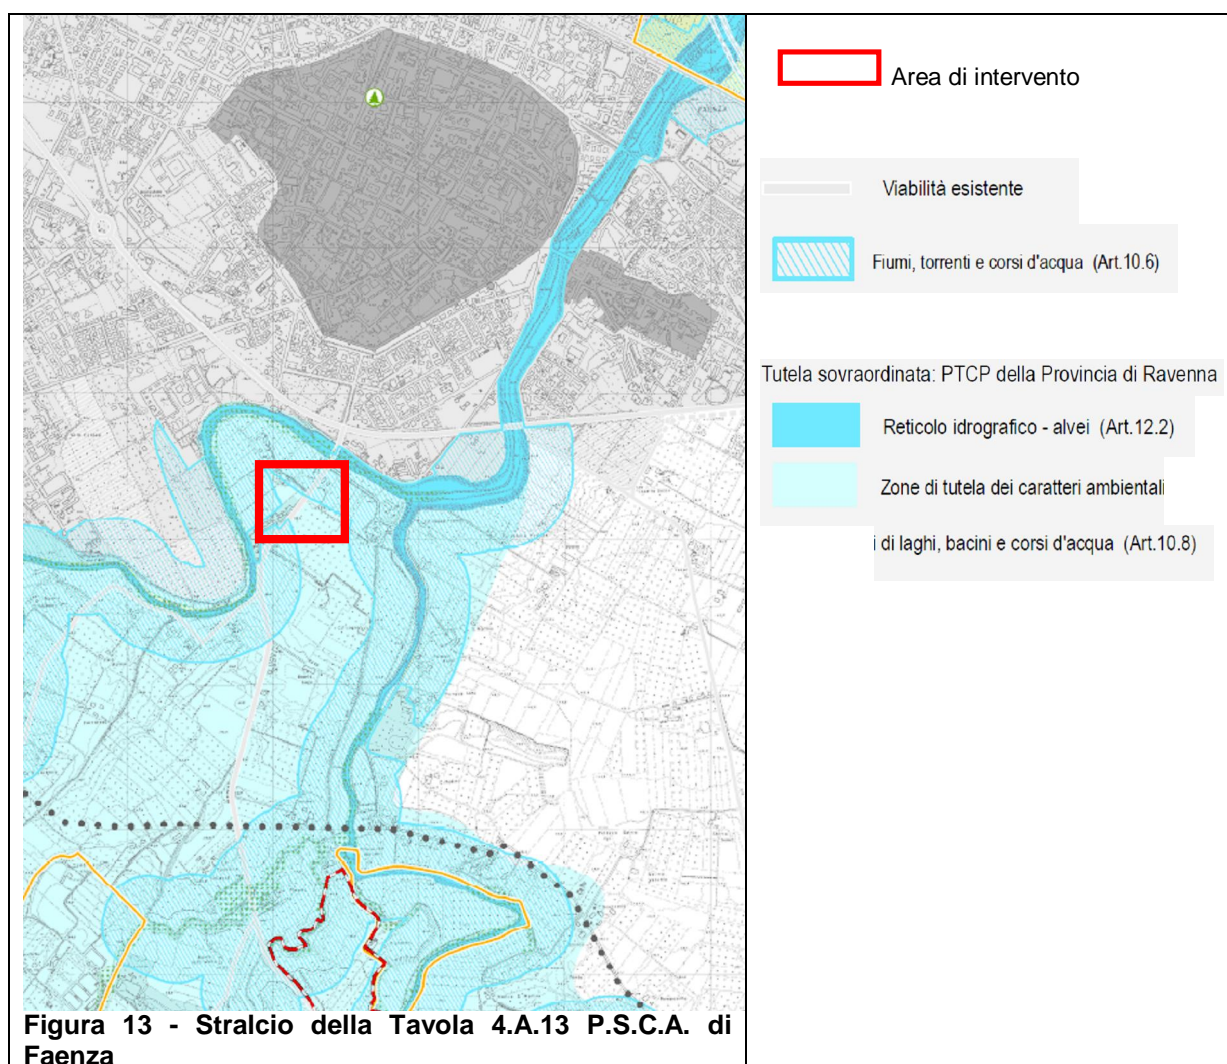 Area di intervento
Viabilità esistente
Fiumi, torrenti e corsi d'acqua (Art.10.6)
Tutela sovraordinata: PTCP della Provincia di Ravenna
Reticolo idrografico - alvei (Art.12.2)
Zone di tutela dei caratteri ambientali
i di laghi, bacini e corsi d'acqua (Art.10.8)
Figura 13 - Stralcio della Tavola 4.A.13 P.S.C.A. di
Faenza